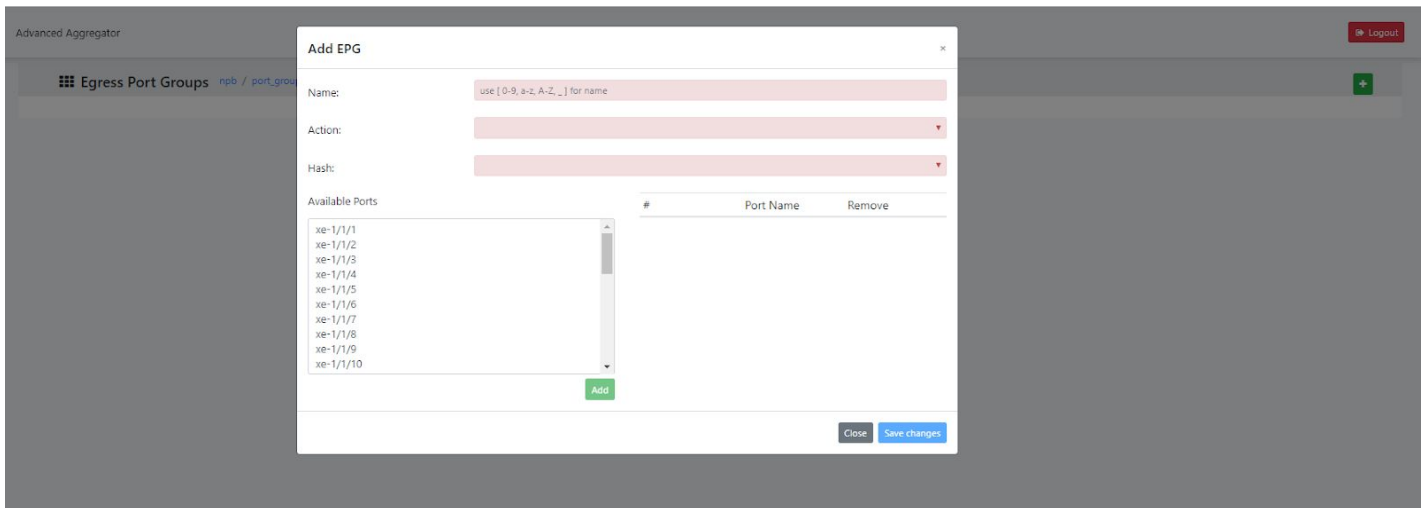 Advanced Aggregator
Logout
Egress Port Groups npb / port_grou
Add EPG
×
Name:
use [ 0-9, a-z, A-Z, _ ] for name
Action:
Hash:
Available Ports
# Port Name Remove
xe-1/1/1
xe-1/1/2
xe-1/1/3
xe-1/1/4
xe-1/1/5
xe-1/1/6
xe-1/1/7
xe-1/1/8
xe-1/1/9
xe-1/1/10
Add
Close Save changes